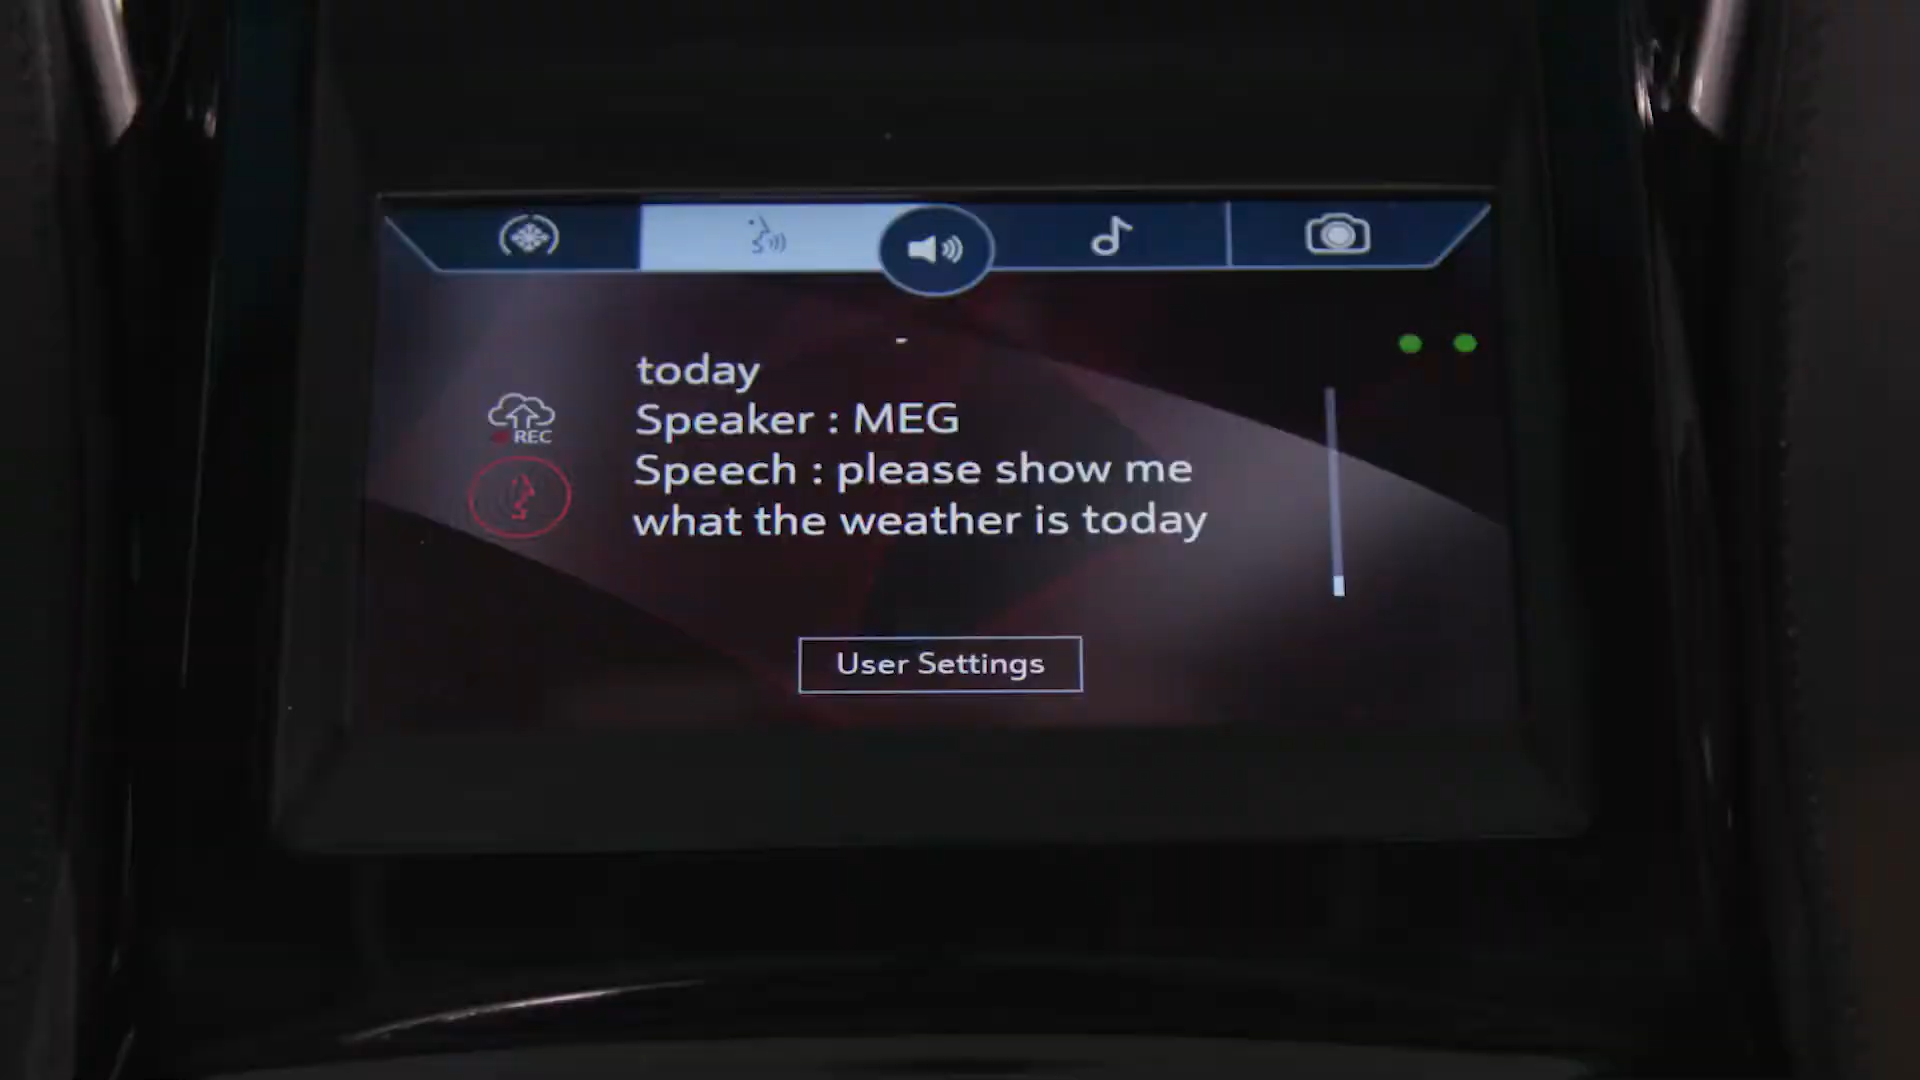 today
Speaker : MEG
REC
Speech : please show me
what the weather is today
User Settings